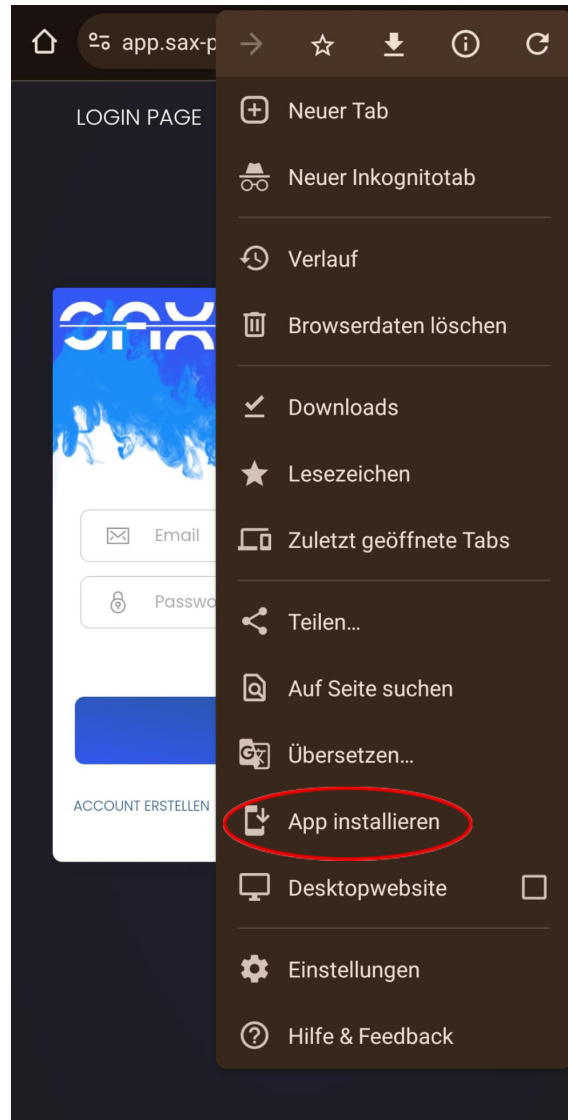 app.sax-p
LOGIN PAGE
Neuer Tab
Neuer Inkognitotab
Verlauf
Browserdaten löschen
Downloads
Lesezeichen
Zuletzt geöffnete Tabs
Teilen...
Auf Seite suchen
Übersetzen...
App installieren
Desktopwebsite
Einstellungen
Hilfe & Feedback
SAX
Email
Passwo
ACCOUNT ERSTELLEN